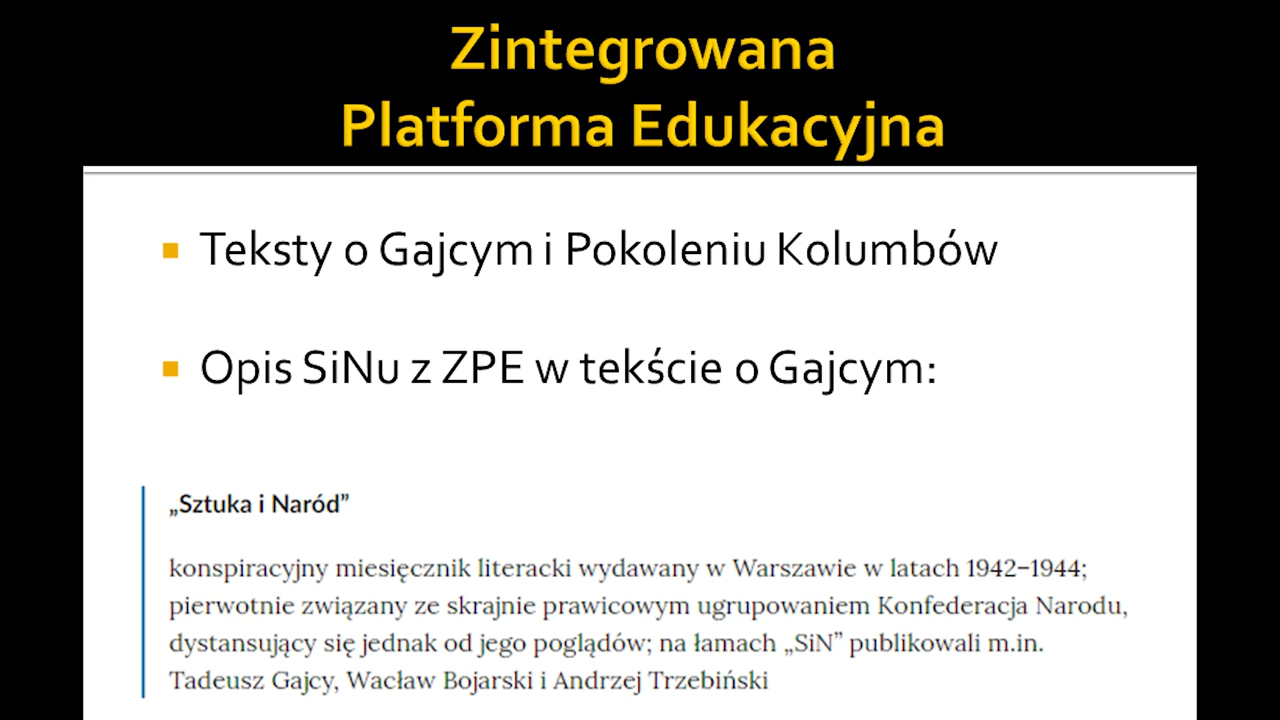 Zintegrowana
Platforma Edukacyjna
Teksty o Gajcym i Pokoleniu Kolumbów
Opis SiNu z ZPE w tekście o Gajcym:
„Sztuka i Naród”
konspiracyjny miesięcznik literacki wydawany w Warszawie w latach 1942–1944;
pierwotnie związany ze skrajnie prawicowym ugrupowaniem Konfederacja Narodu,
dystansujący się jednak od jego poglądów; na łamach „SiN” publikowali m.in.
Tadeusz Gajcy, Wacław Bojarski i Andrzej Trzebiński